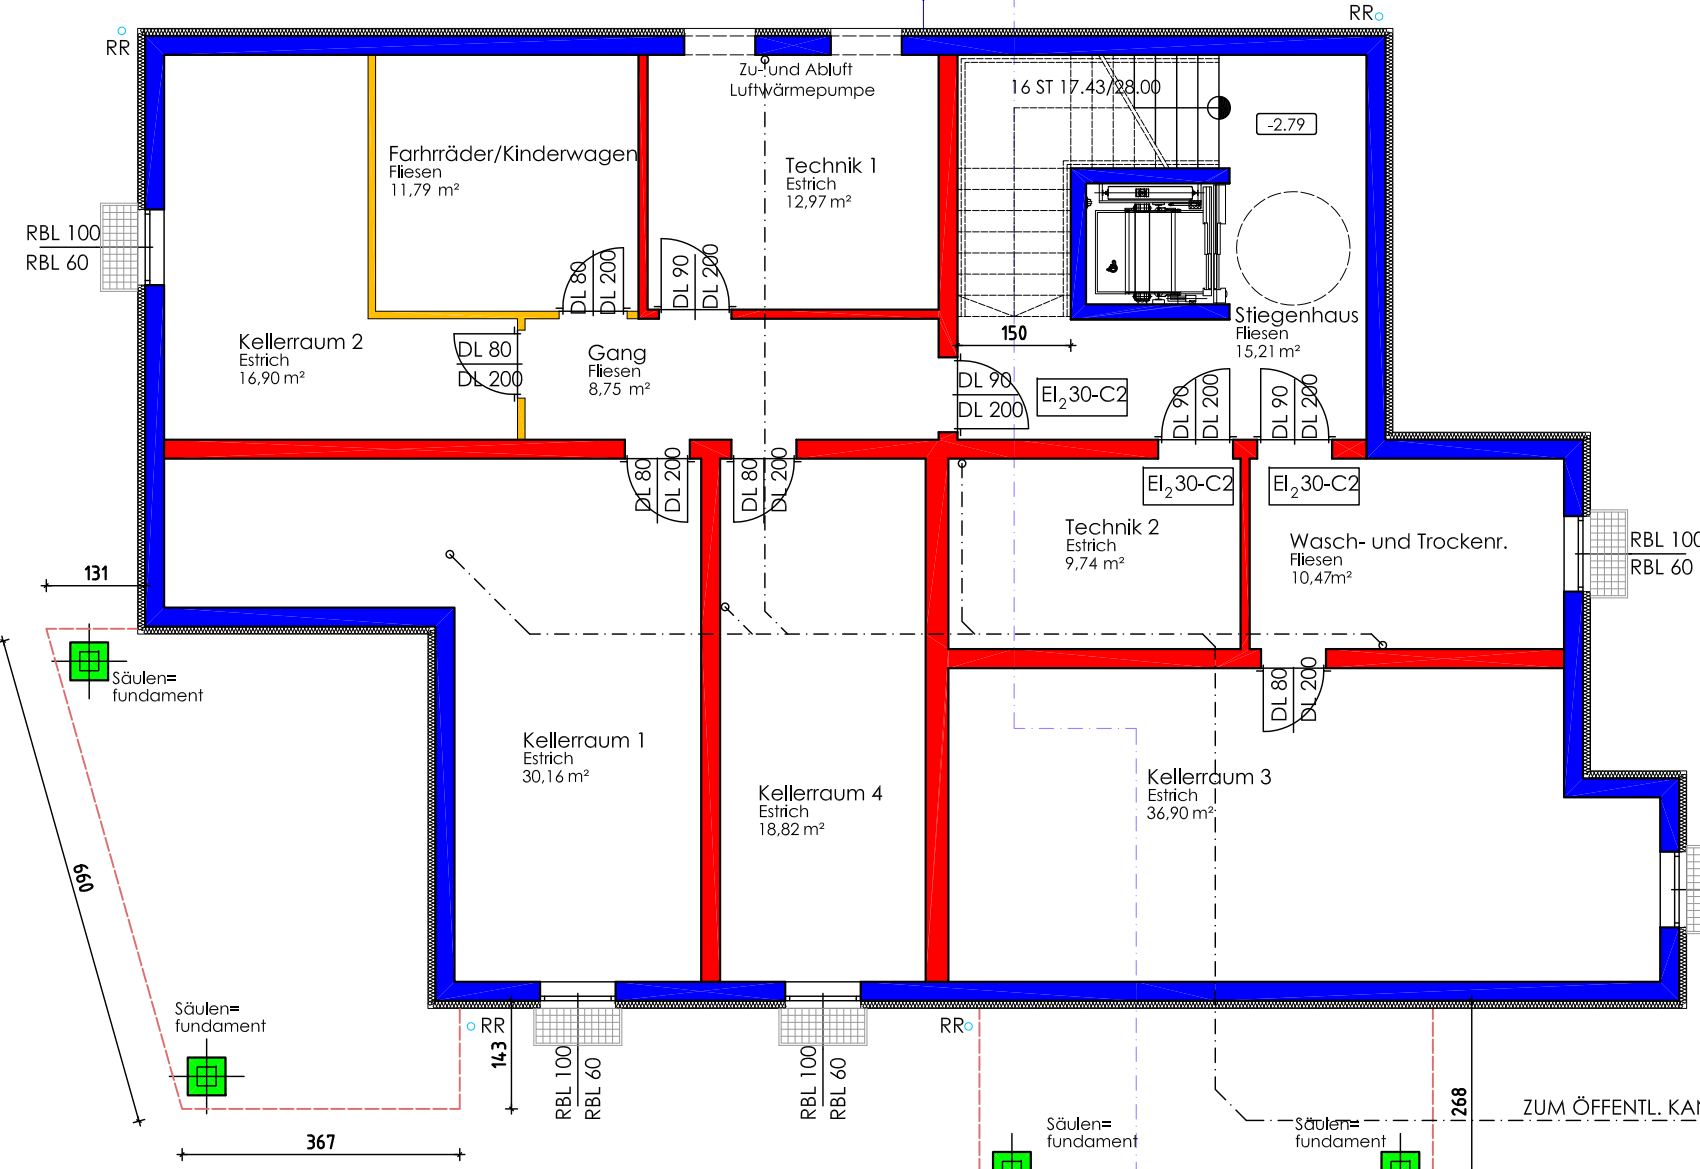 RR
RR
Zu- und Abluft
Luftwärmepumpe
16 ST 17.43/28.00
-2.79
Farhrräder/Kinderwagen
Fliesen
11,79 m²
Technik 1
Estrich
12,97 m²
RBL 100
RBL 60
DL 80
DL 200
DL 90
DL 200
Kellerraum 2
Estrich
16,90 m²
DL 80
DL 200
Gang
Fliesen
8,75 m²
150
Stiegenhaus
Fliesen
15,21 m²
DL 90
DL 200
EI₂30-C2
DL 90
DL 200
DL 90
DL 200
DL 80
DL 200
DL 80
DL 200
EI₂30-C2
EI₂30-C2
Technik 2
Estrich
9,74 m²
Wasch- und Trockenr.
Fliesen
10,47m²
RBL 100
RBL 60
131
Säulen=
fundament
DL 80
DL 200
Kellerraum 1
Estrich
30,16 m²
Kellerraum 4
Estrich
18,82 m²
Kellerraum 3
Estrich
36,90 m²
660
Säulen=
fundament
RR
143
RBL 100
RBL 60
RBL 100
RBL 60
RR
268
ZUM ÖFFENTL. KAN
Säulen=
fundament
Säulen=
fundament
367